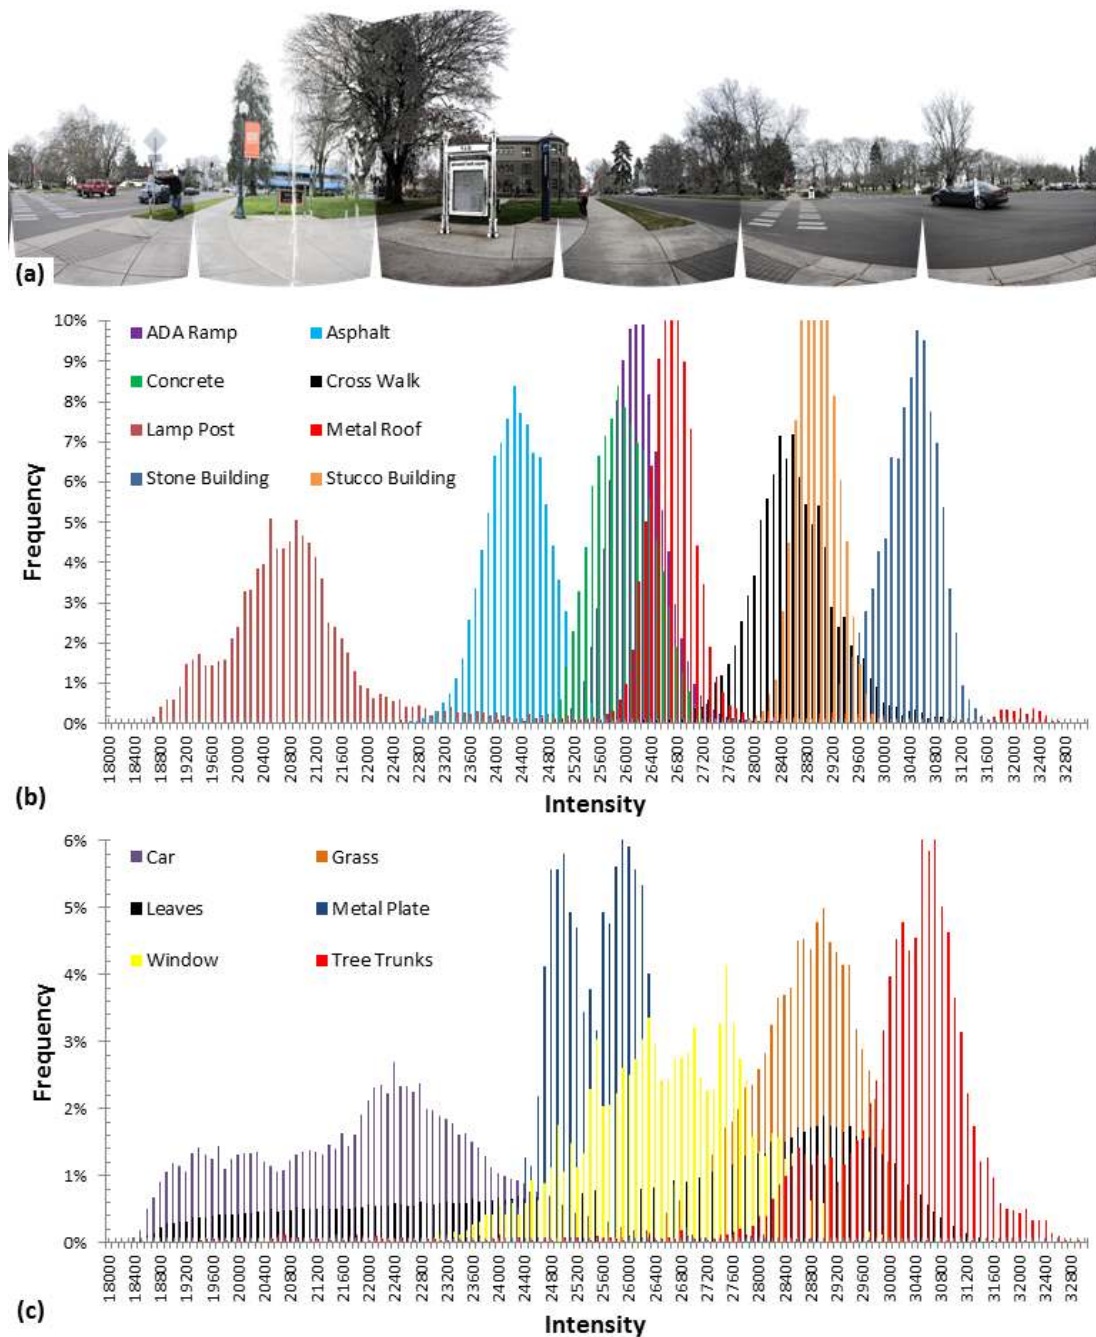 (a)
10%
9%
8%
7%
6%
5%
4%
3%
2%
1%
0%
Frequency
ADA Ramp
Asphalt
Concrete
Cross Walk
Lamp Post
Metal Roof
Stone Building
Stucco Building
18000 18400 18800 19200 19600 20000 20400 20800 21200 21600 22000 22400 22800 23200 23600 24000 24400 24800 25200 25600 26000 26400 26800 27200 27600 28000 28400 28800 29200 29600 30000 30400 30800 31200 31600 32000 32400 32800
(b)
Intensity
6%
5%
4%
3%
2%
1%
0%
Frequency
Car
Grass
Leaves
Metal Plate
Window
Tree Trunks
18000 18400 18800 19200 19600 20000 20400 20800 21200 21600 22000 22400 22800 23200 23600 24000 24400 24800 25200 25600 26000 26400 26800 27200 27600 28000 28400 28800 29200 29600 30000 30400 30800 31200 31600 32000 32400 32800
(c)
Intensity